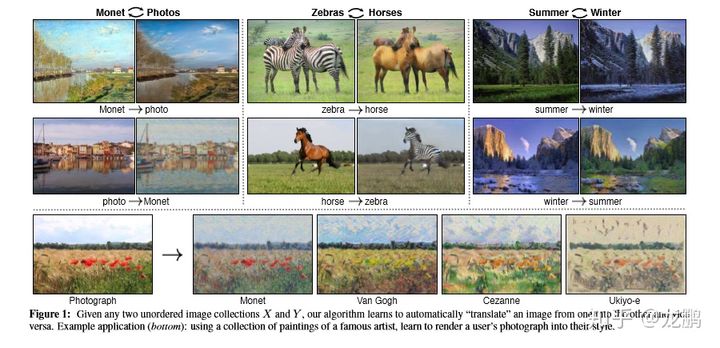 Monet ⟳ Photos
Zebras ⟳ Horses
Summer ⟳ Winter
Monet → photo
zebra → horse
summer → winter
photo → Monet
horse → zebra
winter → summer
Photograph
Monet
Van Gogh
Cezanne
Ukiyo-e
Figure 1: Given any two unordered image collections X and Y, our algorithm learns to automatically "translate" an image from one into the other and vice
versa. Example application (bottom): using a collection of paintings of a famous artist, learn to render a user's photograph into their style.
知乎 @龙鹏